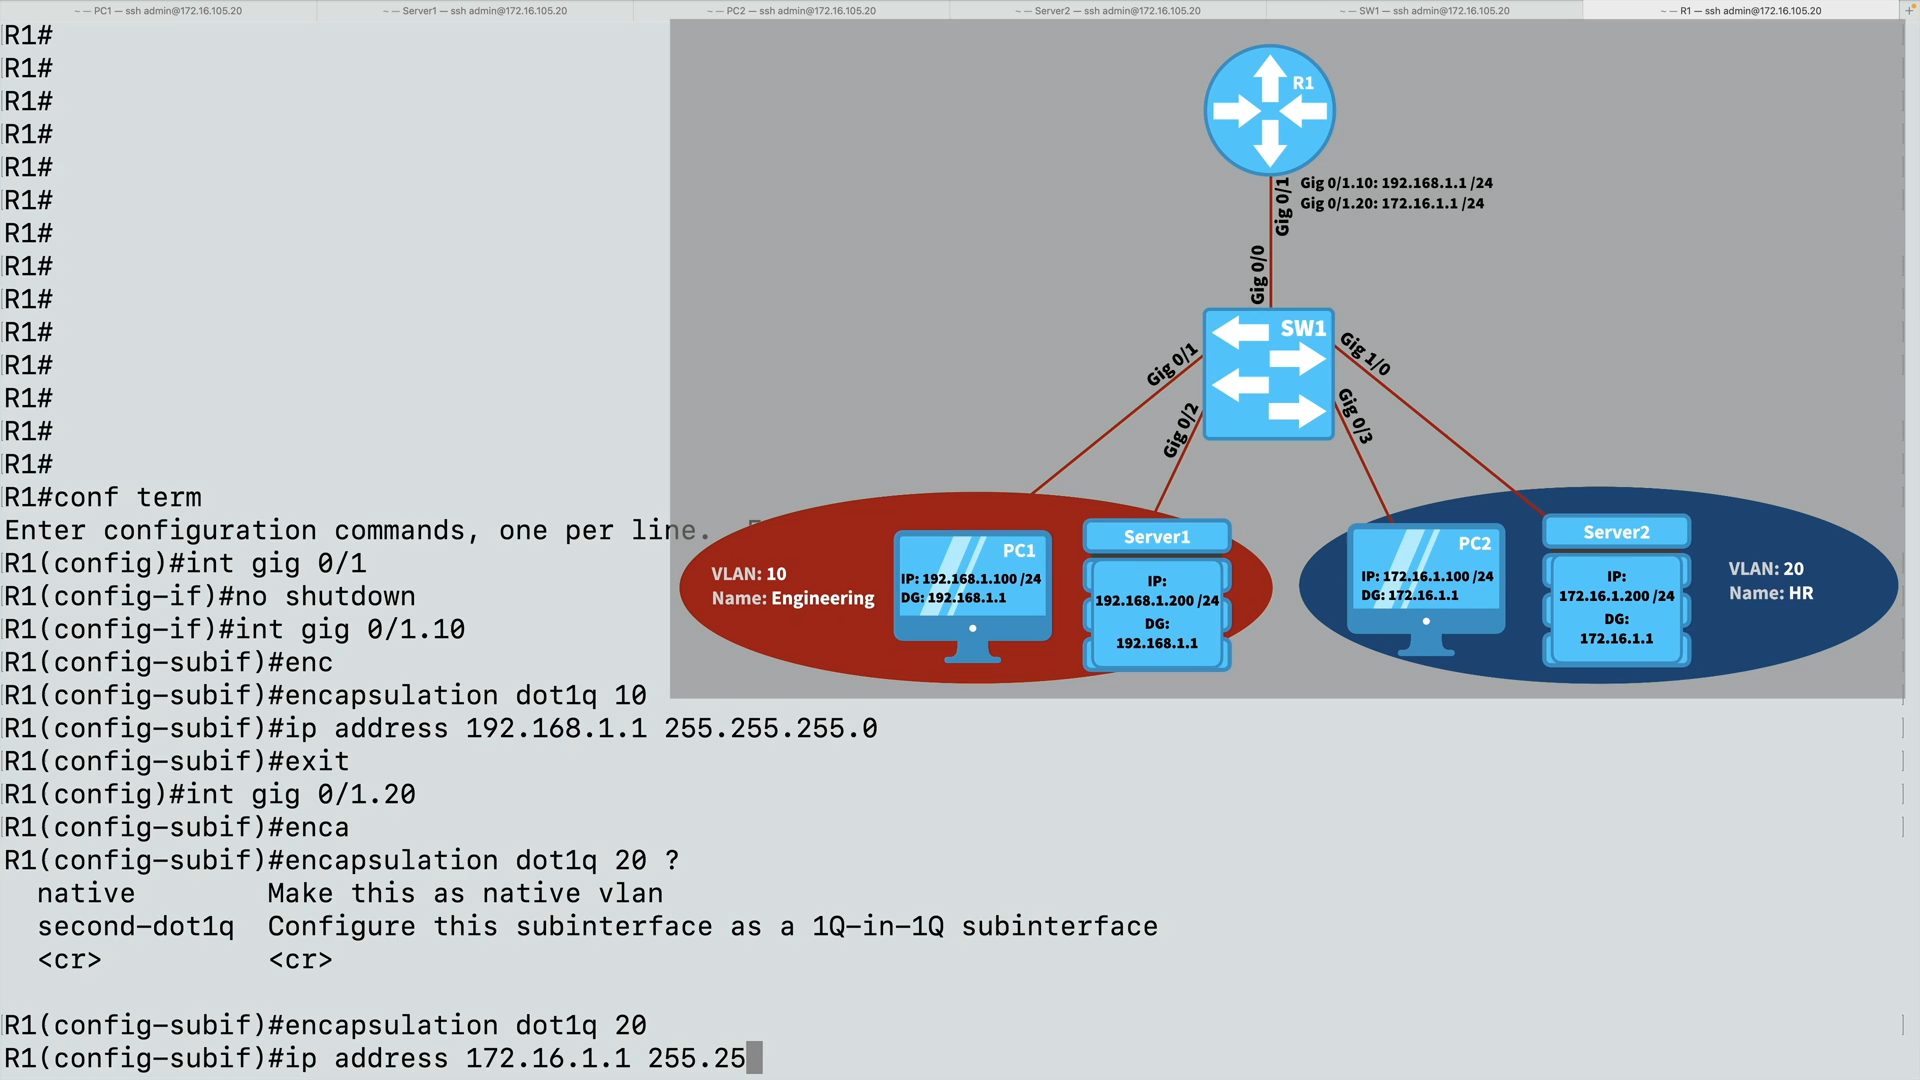 ~ — PC1 — ssh admin@172.16.105.20
~ — Server1 — ssh admin@172.16.105.20
~ — PC2 — ssh admin@172.16.105.20
~ — Server2 — ssh admin@172.16.105.20
~ — SW1 — ssh admin@172.16.105.20
~ — R1 — ssh admin@172.16.105.20
R1#
R1#
R1#
R1#
R1#
R1#
R1#
R1#
R1#
R1#
R1#
R1#
R1#
R1#
R1#conf term
Enter configuration commands, one per line.
R1(config)#int gig 0/1
R1(config-if)#no shutdown
R1(config-if)#int gig 0/1.10
R1(config-subif)#enc
R1(config-subif)#encapsulation dot1q 10
R1(config-subif)#ip address 192.168.1.1 255.255.255.0
R1(config-subif)#exit
R1(config)#int gig 0/1.20
R1(config-subif)#enca
R1(config-subif)#encapsulation dot1q 20 ?
native Make this as native vlan
second-dot1q Configure this subinterface as a 1Q-in-1Q subinterface
<cr> <cr>
R1(config-subif)#encapsulation dot1q 20
R1(config-subif)#ip address 172.16.1.1 255.25
R1
Gig 0/1
Gig 0/1.10: 192.168.1.1 /24
Gig 0/1.20: 172.16.1.1 /24
Gig 0/0
SW1
Gig 0/1
Gig 0/2
Gig 1/0
Gig 0/3
VLAN: 10
Name: Engineering
PC1
IP: 192.168.1.100 /24
DG: 192.168.1.1
Server1
IP:
192.168.1.200 /24
DG:
192.168.1.1
PC2
IP: 172.16.1.100 /24
DG: 172.16.1.1
Server2
IP:
172.16.1.200 /24
DG:
172.16.1.1
VLAN: 20
Name: HR